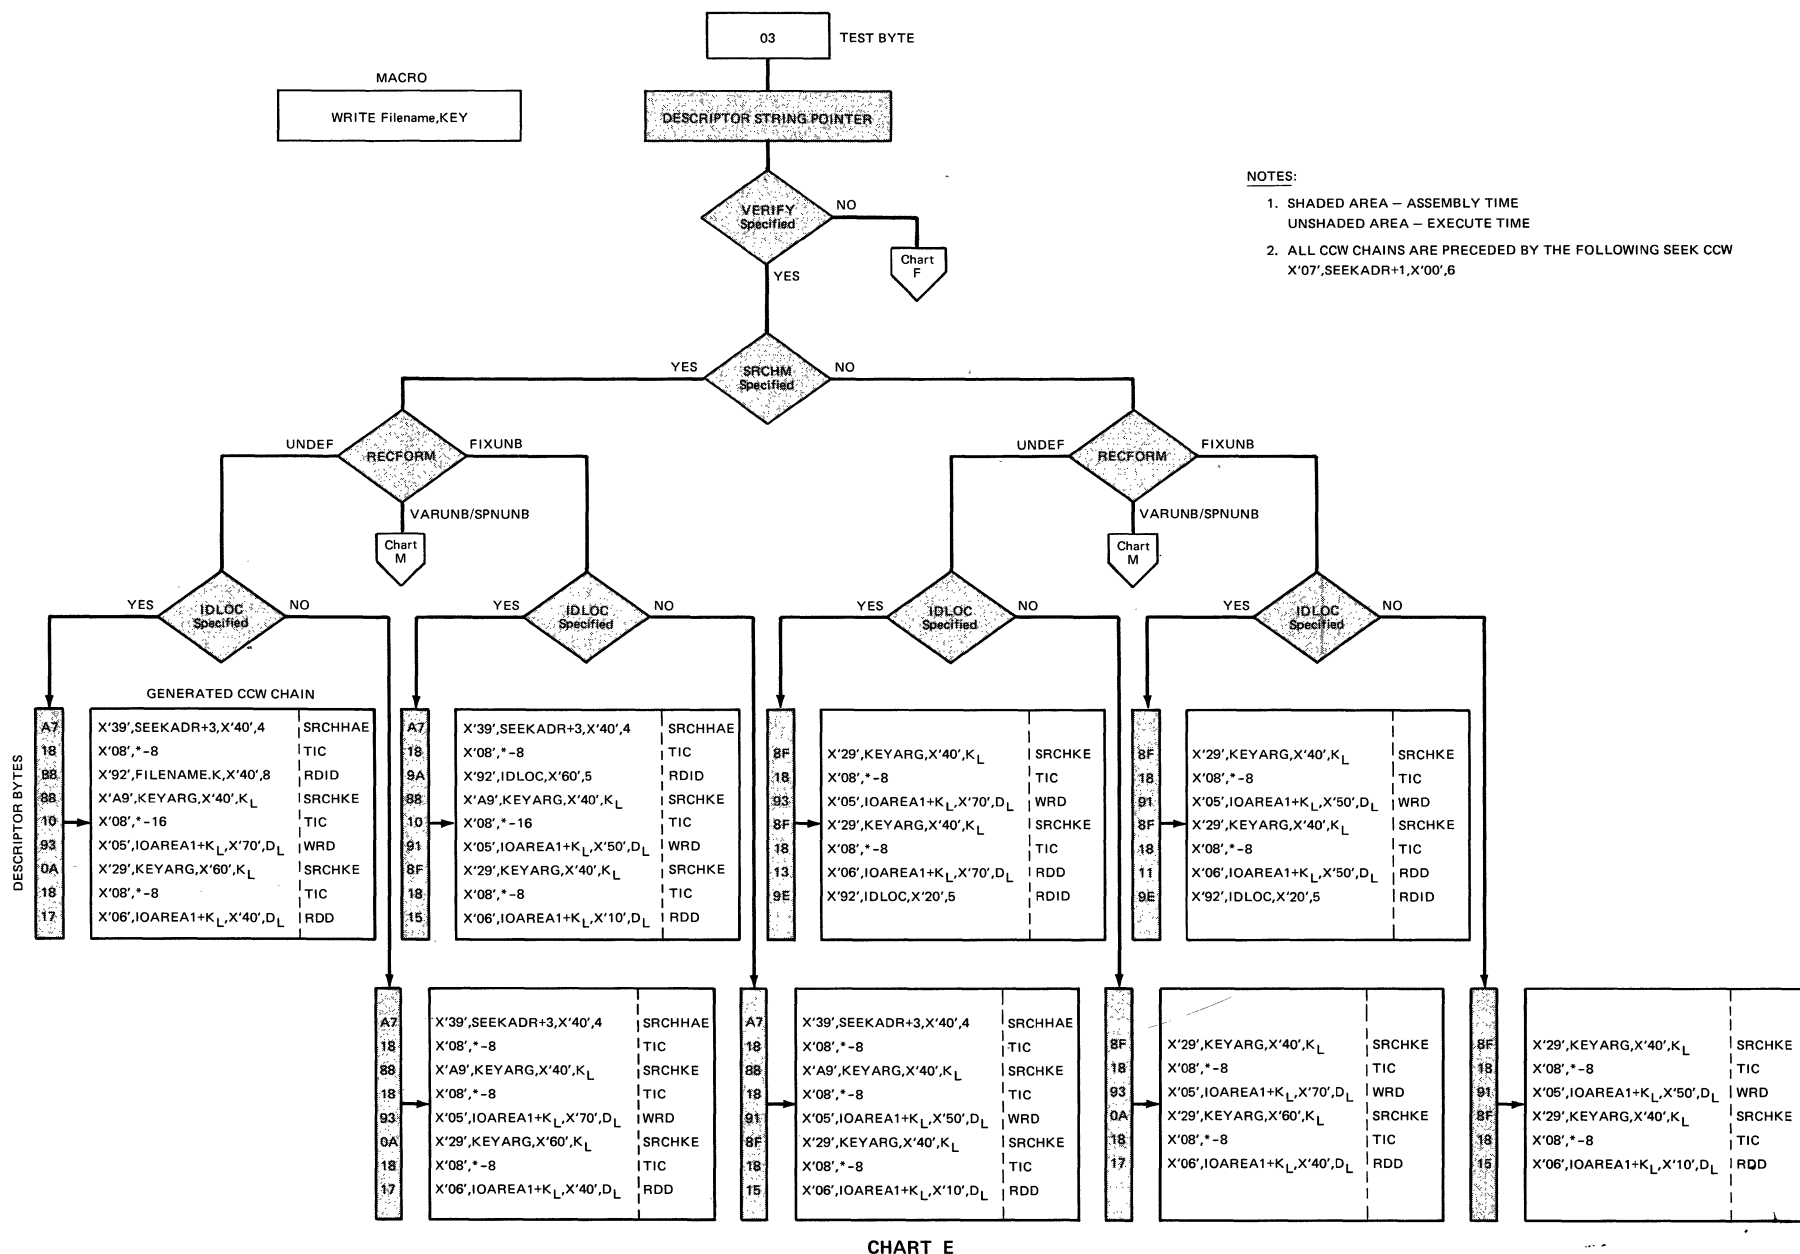 03
TEST BYTE
MACRO
WRITE Filename,KEY
DESCRIPTOR STRING POINTER
NOTES:
1. SHADED AREA – ASSEMBLY TIME
UNSHADED AREA – EXECUTE TIME
2. ALL CCW CHAINS ARE PRECEDED BY THE FOLLOWING SEEK CCW
X'07',SEEKADR+1,X'00',6
VERIFY
Specified
NO
Chart
F
YES
SRCHM
Specified
YES
NO
RECFORM
UNDEF
FIXUNB
VARUNB/SPNUNB
Chart
M
RECFORM
UNDEF
FIXUNB
VARUNB/SPNUNB
Chart
M
YES
IDLOC
Specified
NO
YES
IDLOC
Specified
NO
YES
IDLOC
Specified
NO
YES
IDLOC
Specified
NO
GENERATED CCW CHAIN
DESCRIPTOR BYTES
A7 X'39',SEEKADR+3,X'40',4 SRCHHAE
18 X'08',*-8 TIC
88 X'92',FILENAME.K,X'40',8 RDID
88 X'A9',KEYARG,X'40',KL SRCHKE
10 X'08',*-16 TIC
93 X'05',IOAREA1+KL,X'70',DL WRD
0A X'29',KEYARG,X'60',KL SRCHKE
18 X'08',*-8 TIC
17 X'06',IOAREA1+KL,X'40',DL RDD
A7 X'39',SEEKADR+3,X'40',4 SRCHHAE
18 X'08',*-8 TIC
9A X'92',IDLOC,X'60',5 RDID
88 X'A9',KEYARG,X'40',KL SRCHKE
10 X'08',*-16 TIC
91 X'05',IOAREA1+KL,X'50',DL WRD
8F X'29',KEYARG,X'40',KL SRCHKE
18 X'08',*-8 TIC
15 X'06',IOAREA1+KL,X'10',DL RDD
8F X'29',KEYARG,X'40',KL SRCHKE
18 X'08',*-8 TIC
93 X'05',IOAREA1+KL,X'70',DL WRD
8F X'29',KEYARG,X'40',KL SRCHKE
18 X'08',*-8 TIC
13 X'06',IOAREA1+KL,X'70',DL RDD
9E X'92',IDLOC,X'20',5 RDID
8F X'29',KEYARG,X'40',KL SRCHKE
18 X'08',*-8 TIC
91 X'05',IOAREA1+KL,X'50',DL WRD
8F X'29',KEYARG,X'40',KL SRCHKE
18 X'08',*-8 TIC
11 X'06',IOAREA1+KL,X'50',DL RDD
9E X'92',IDLOC,X'20',5 RDID
A7 X'39',SEEKADR+3,X'40',4 SRCHHAE
18 X'08',*-8 TIC
88 X'A9',KEYARG,X'40',KL SRCHKE
18 X'08',*-8 TIC
93 X'05',IOAREA1+KL,X'70',DL WRD
0A X'29',KEYARG,X'60',KL SRCHKE
18 X'08',*-8 TIC
17 X'06',IOAREA1+KL,X'40',DL RDD
A7 X'39',SEEKADR+3,X'40',4 SRCHHAE
18 X'08',*-8 TIC
88 X'A9',KEYARG,X'40',KL SRCHKE
18 X'08',*-8 TIC
91 X'05',IOAREA1+KL,X'50',DL WRD
8F X'29',KEYARG,X'40',KL SRCHKE
18 X'08',*-8 TIC
15 X'06',IOAREA1+KL,X'10',DL RDD
8F X'29',KEYARG,X'40',KL SRCHKE
18 X'08',*-8 TIC
93 X'05',IOAREA1+KL,X'70',DL WRD
0A X'29',KEYARG,X'60',KL SRCHKE
18 X'08',*-8 TIC
17 X'06',IOAREA1+KL,X'40',DL RDD
8F X'29',KEYARG,X'40',KL SRCHKE
18 X'08',*-8 TIC
91 X'05',IOAREA1+KL,X'50',DL WRD
8F X'29',KEYARG,X'40',KL SRCHKE
18 X'08',*-8 TIC
15 X'06',IOAREA1+KL,X'10',DL RDD
CHART E